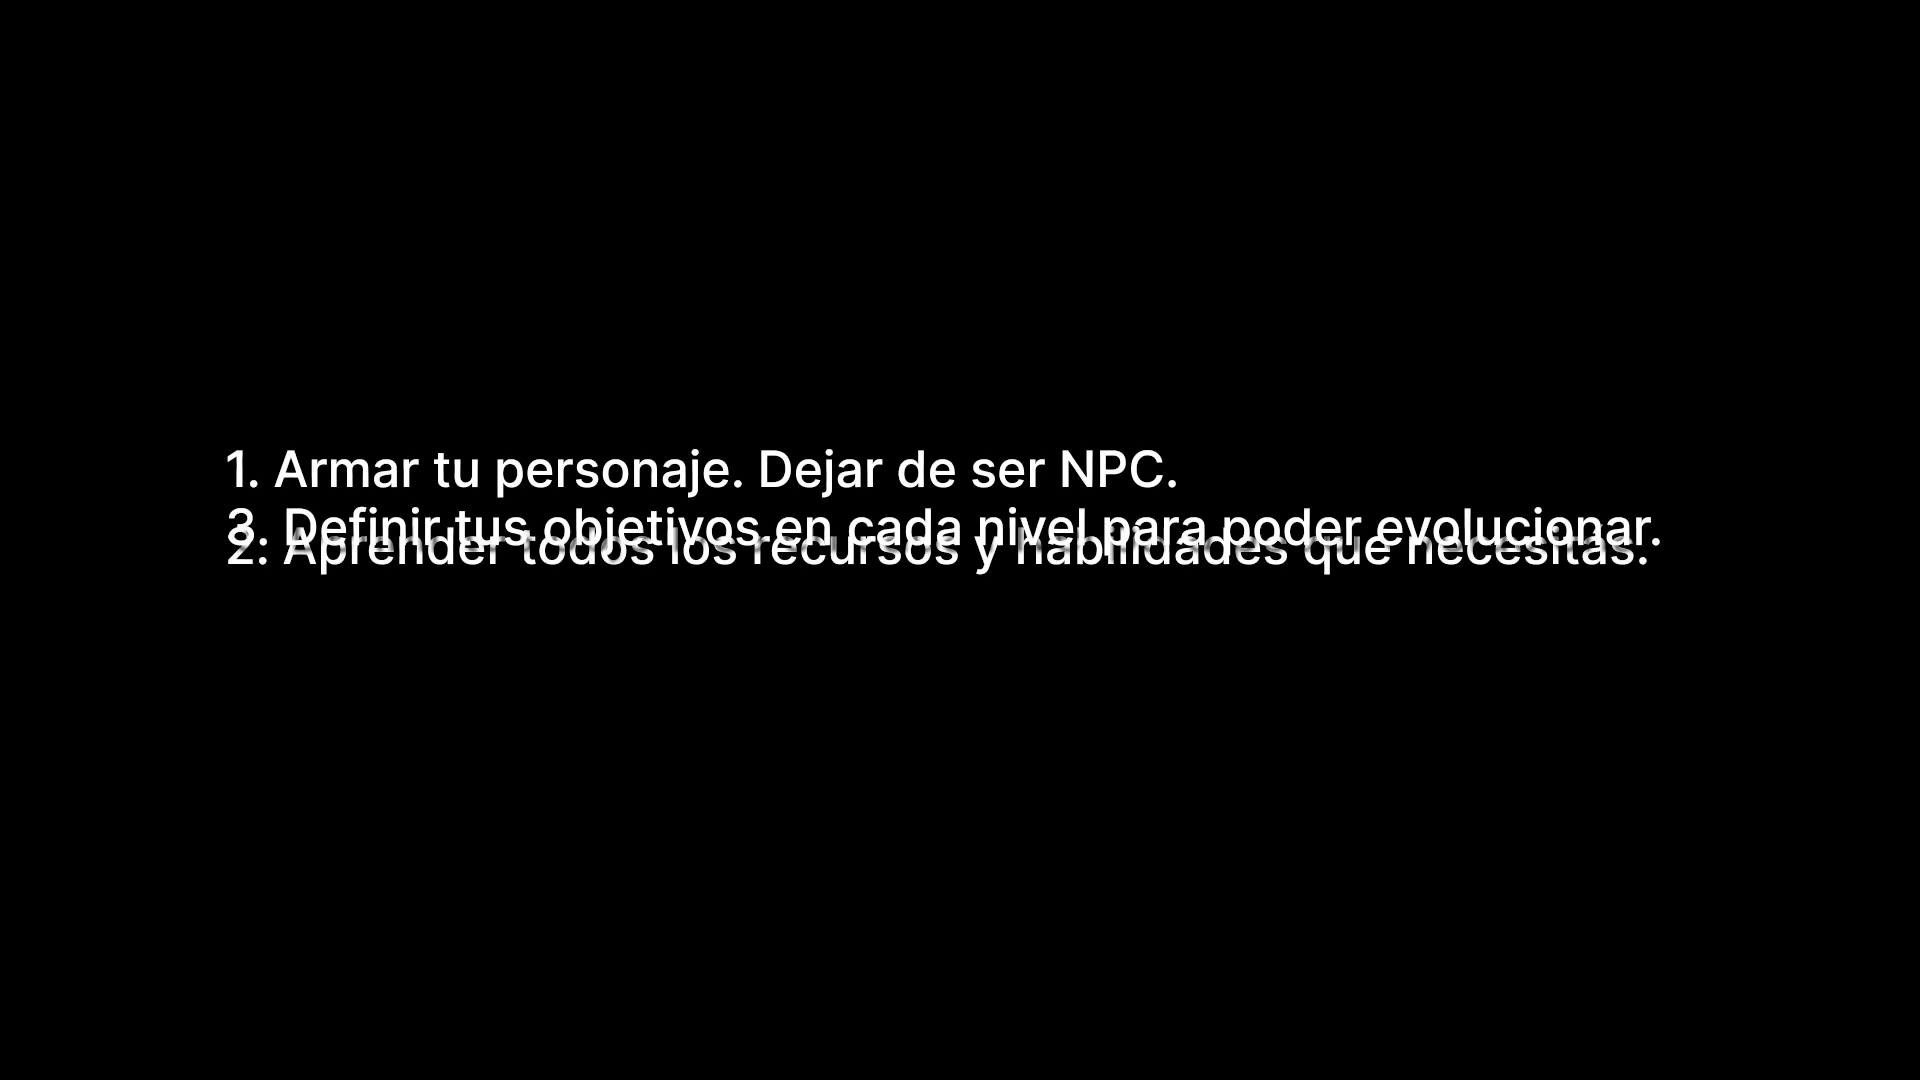 1. Armar tu personaje. Dejar de ser NPC.
3. Definir tus objetivos en cada nivel para poder evolucionar.
2. Aprender todos los recursos y habilidades que necesitás.